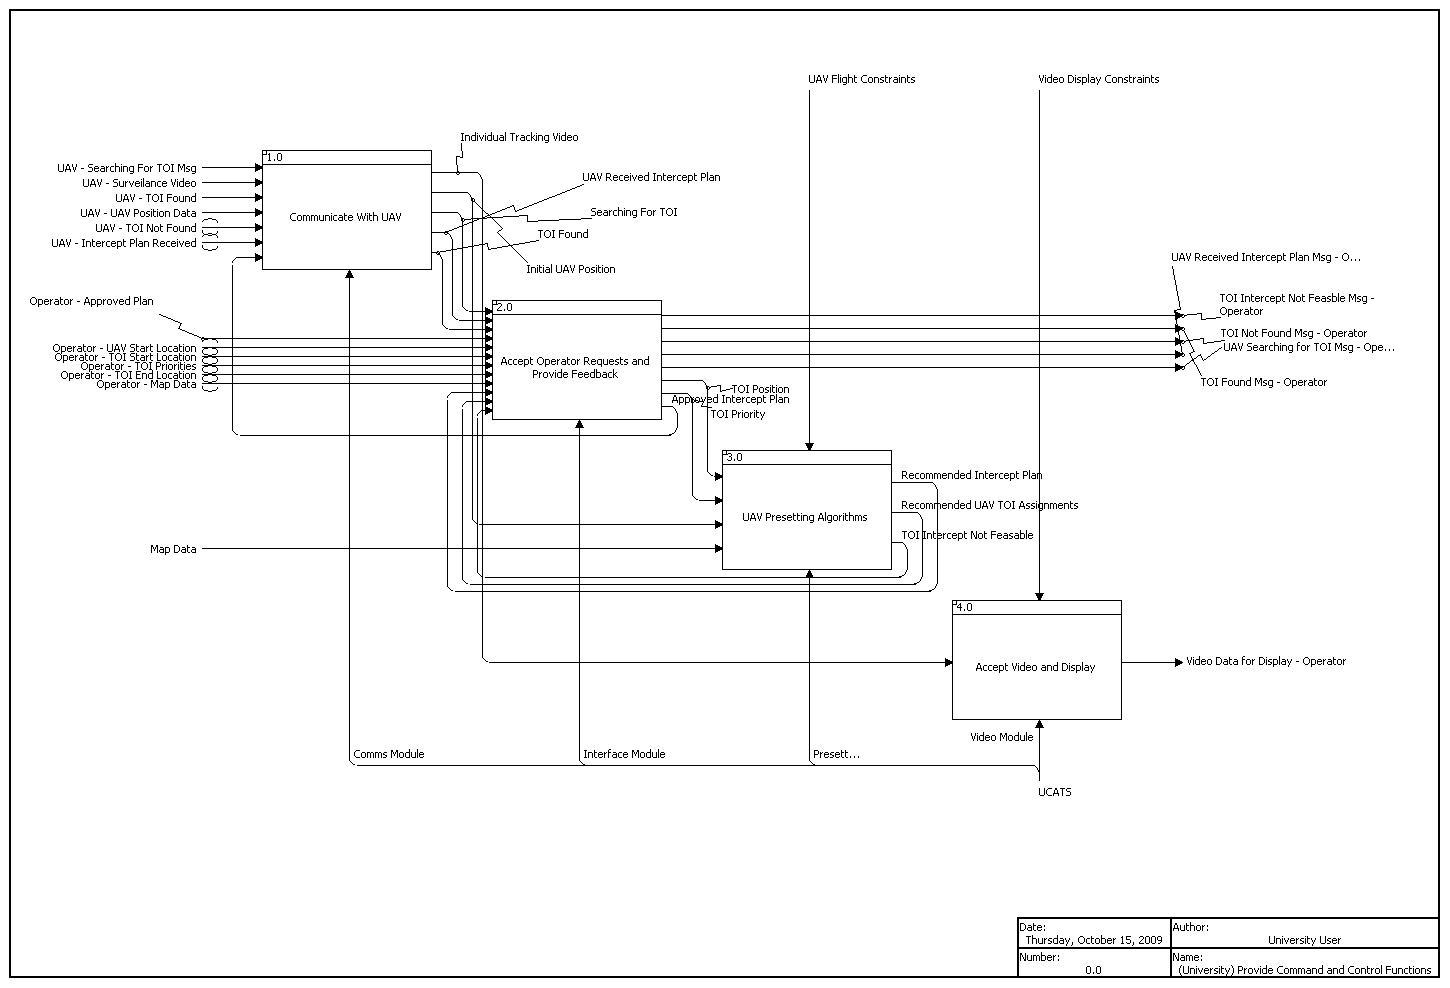 UAV Flight Constraints
Video Display Constraints
Individual Tracking Video
1.0
Communicate With UAV
UAV - Searching For TOI Msg
UAV - Surveilance Video
UAV - TOI Found
UAV - UAV Position Data
UAV - TOI Not Found
UAV - Intercept Plan Received
UAV Received Intercept Plan
Searching For TOI
TOI Found
Initial UAV Position
UAV Received Intercept Plan Msg - O...
TOI Intercept Not Feasble Msg -
Operator
TOI Not Found Msg - Operator
UAV Searching for TOI Msg - Ope...
TOI Found Msg - Operator
Operator - Approved Plan
Operator - UAV Start Location
Operator - TOI Start Location
Operator - TOI Priorities
Operator - TOI End Location
Operator - Map Data
2.0
Accept Operator Requests and
Provide Feedback
TOI Position
Approved Intercept Plan
TOI Priority
3.0
UAV Presetting Algorithms
Recommended Intercept Plan
Recommended UAV TOI Assignments
TOI Intercept Not Feasable
Map Data
4.0
Accept Video and Display
Video Data for Display - Operator
Video Module
Comms Module
Interface Module
Presett...
UCATS
Date:
Thursday, October 15, 2009
Author:
University User
Number:
0.0
Name:
(University) Provide Command and Control Functions